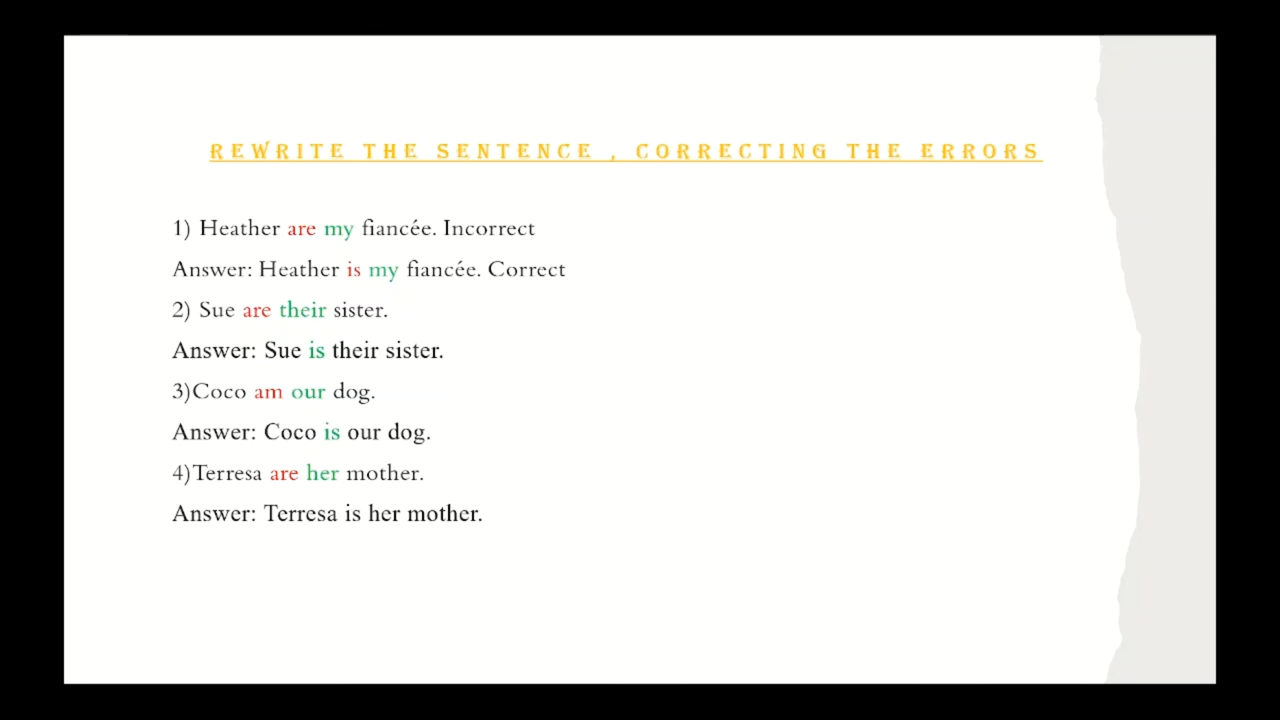 REWRITE THE SENTENCE , CORRECTING THE ERRORS
1) Heather are my fiancée. Incorrect
Answer: Heather is my fiancée. Correct
2) Sue are their sister.
Answer: Sue is their sister.
3)Coco am our dog.
Answer: Coco is our dog.
4)Terresa are her mother.
Answer: Terresa is her mother.